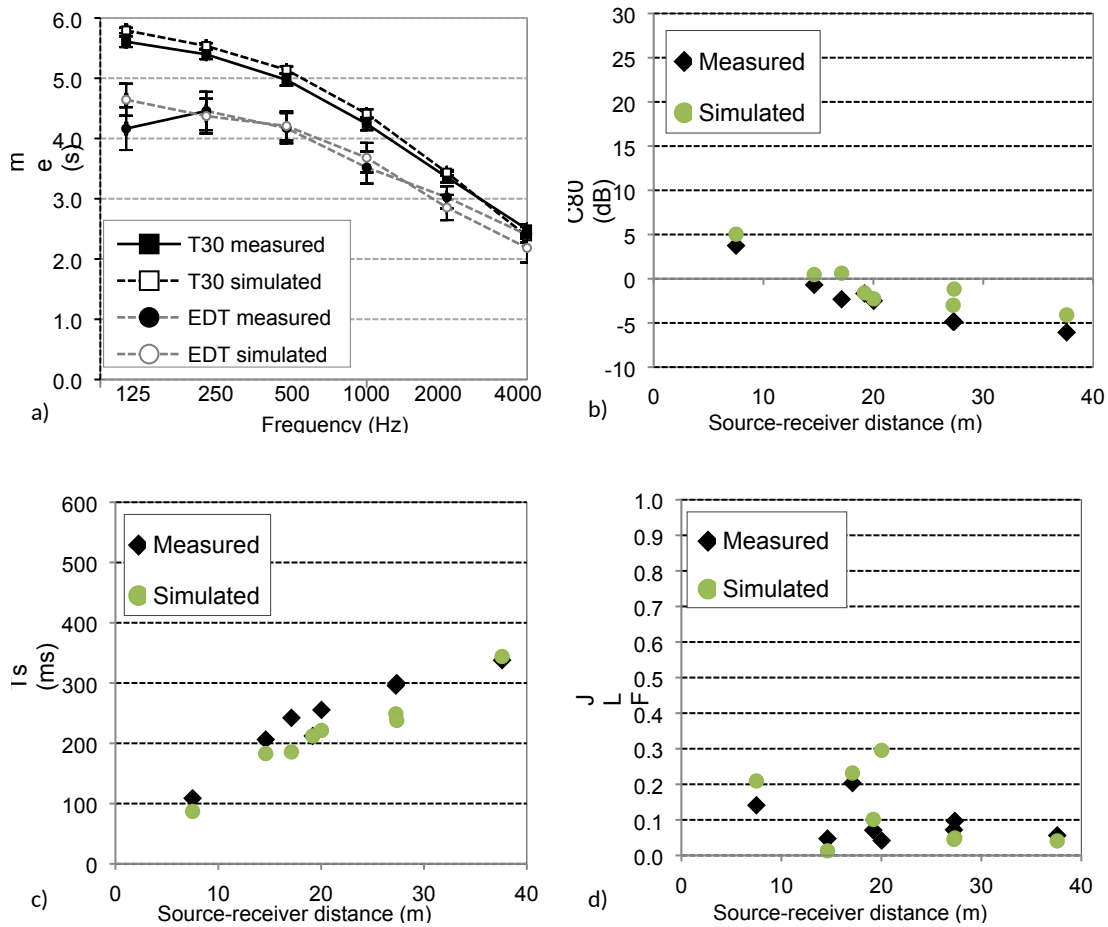 6.0
5.0
4.0
3.0
2.0
1.0
0.0
m
e (s)
T30 measured
T30 simulated
EDT measured
EDT simulated
125 250 500 1000 2000 4000
Frequency (Hz)
a)
30
25
20
15
10
5
0
-5
-10
C80
(dB)
Measured
Simulated
0 10 20 30 40
Source-receiver distance (m)
b)
600
500
400
300
200
100
0
Ts
(ms)
Measured
Simulated
0 10 20 30 40
Source-receiver distance (m)
c)
1.0
0.9
0.8
0.7
0.6
0.5
0.4
0.3
0.2
0.1
0.0
J
L
F
Measured
Simulated
0 10 20 30 40
Source-receiver distance (m)
d)